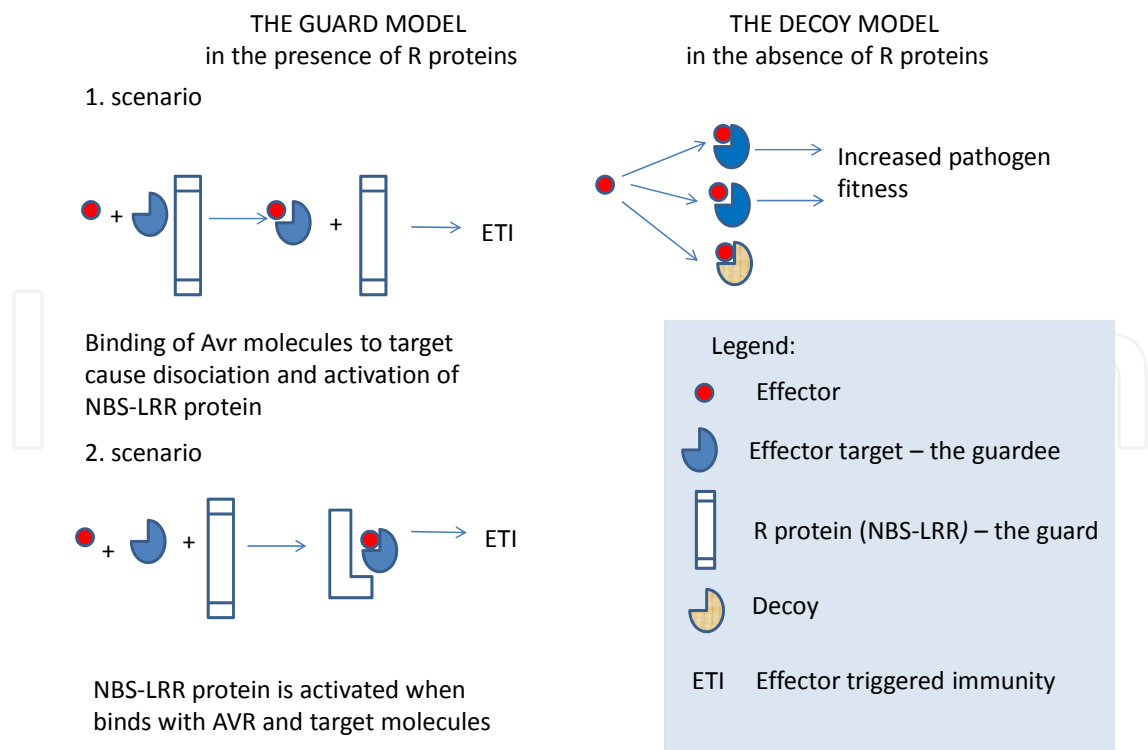 THE GUARD MODEL
in the presence of R proteins
1. scenario
+
+
ETI
Binding of Avr molecules to target
cause disociation and activation of
NBS-LRR protein
2. scenario
+
+
ETI
NBS-LRR protein is activated when
binds with AVR and target molecules
THE DECOY MODEL
in the absence of R proteins
Increased pathogen
fitness
Legend:
Effector
Effector target – the guardee
R protein (NBS-LRR) – the guard
Decoy
ETI Effector triggered immunity